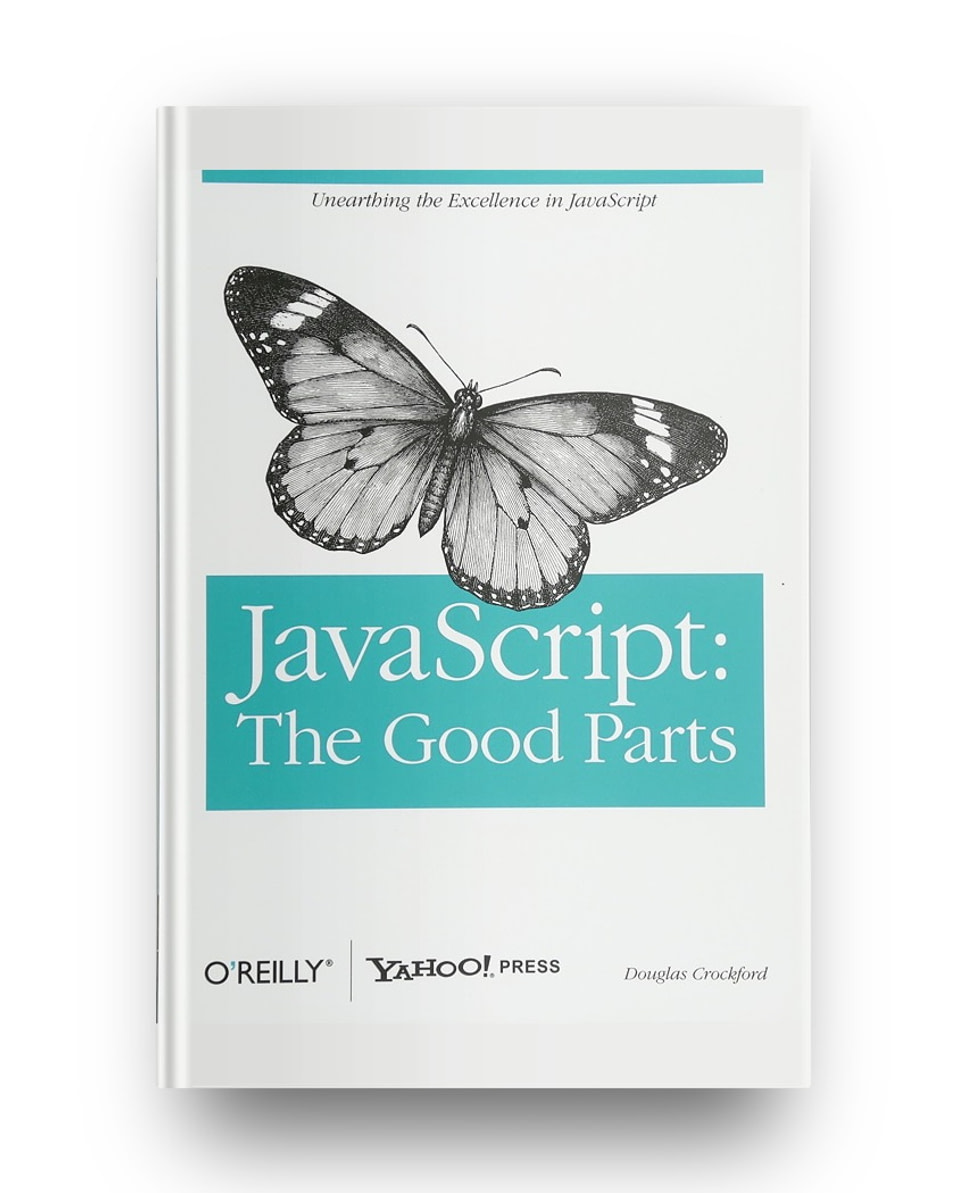 Unearthing the Excellence in JavaScript
JavaScript:
The Good Parts
O'REILLY® | YAHOO!® PRESS
Douglas Crockford